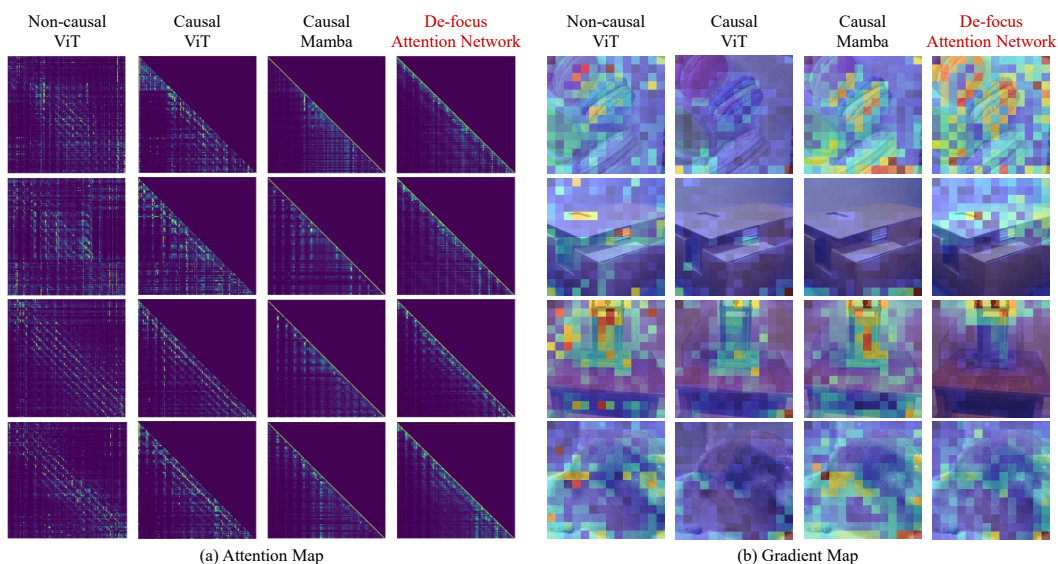 Non-causal
ViT
Causal
ViT
Causal
Mamba
De-focus
Attention Network
Non-causal
ViT
Causal
ViT
Causal
Mamba
De-focus
Attention Network
(a) Attention Map
(b) Gradient Map